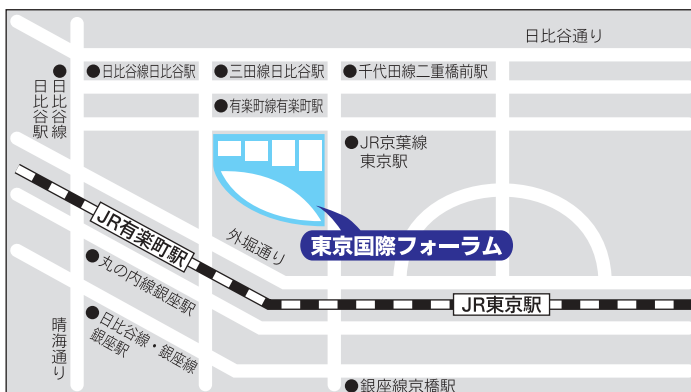 日比谷通り
●日比谷線日比谷駅
●三田線日比谷駅
●千代田線二重橋前駅
●日比谷線
日比谷駅
●有楽町線有楽町駅
●JR京葉線
東京駅
東京国際フォーラム
外堀通り
JR有楽町駅
●丸の内線銀座駅
JR東京駅
●日比谷線・銀座線
銀座駅
晴海通り
●銀座線京橋駅